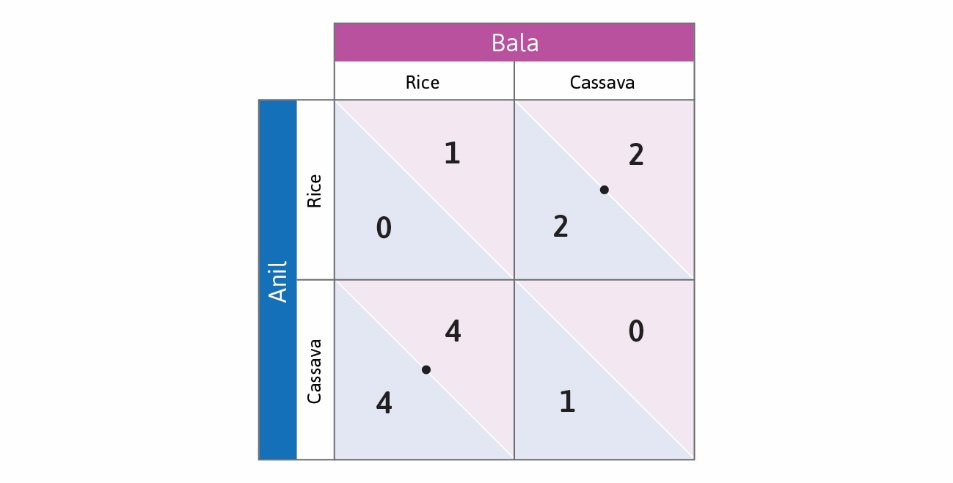 Bala
Rice Cassava
Anil
Rice
1 2
0 2
Cassava
4 0
4 1